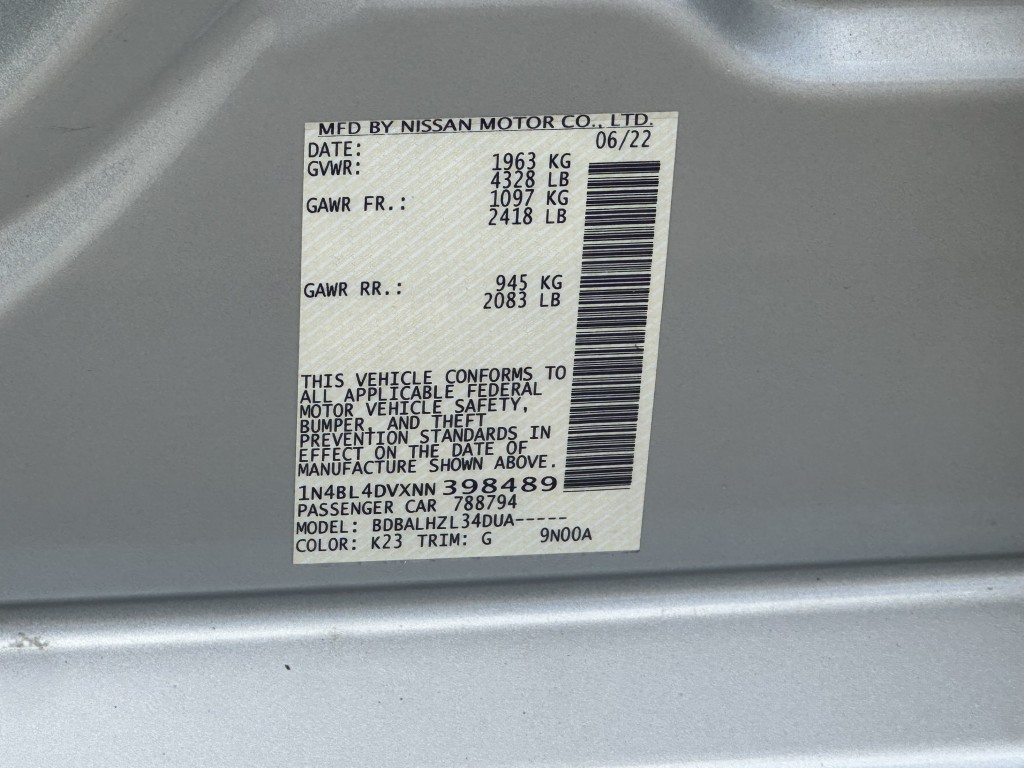 MFD BY NISSAN MOTOR CO., LTD.
DATE: 06/22
GVWR: 1963 KG
4328 LB
GAWR FR.: 1097 KG
2418 LB
GAWR RR.: 945 KG
2083 LB
THIS VEHICLE CONFORMS TO
ALL APPLICABLE FEDERAL
MOTOR VEHICLE SAFETY,
BUMPER, AND THEFT
PREVENTION STANDARDS IN
EFFECT ON THE DATE OF
MANUFACTURE SHOWN ABOVE.
1N4BL4DVXNN 398489
PASSENGER CAR 788794
MODEL: BDBALHZL34DUA-----
COLOR: K23 TRIM: G 9N00A